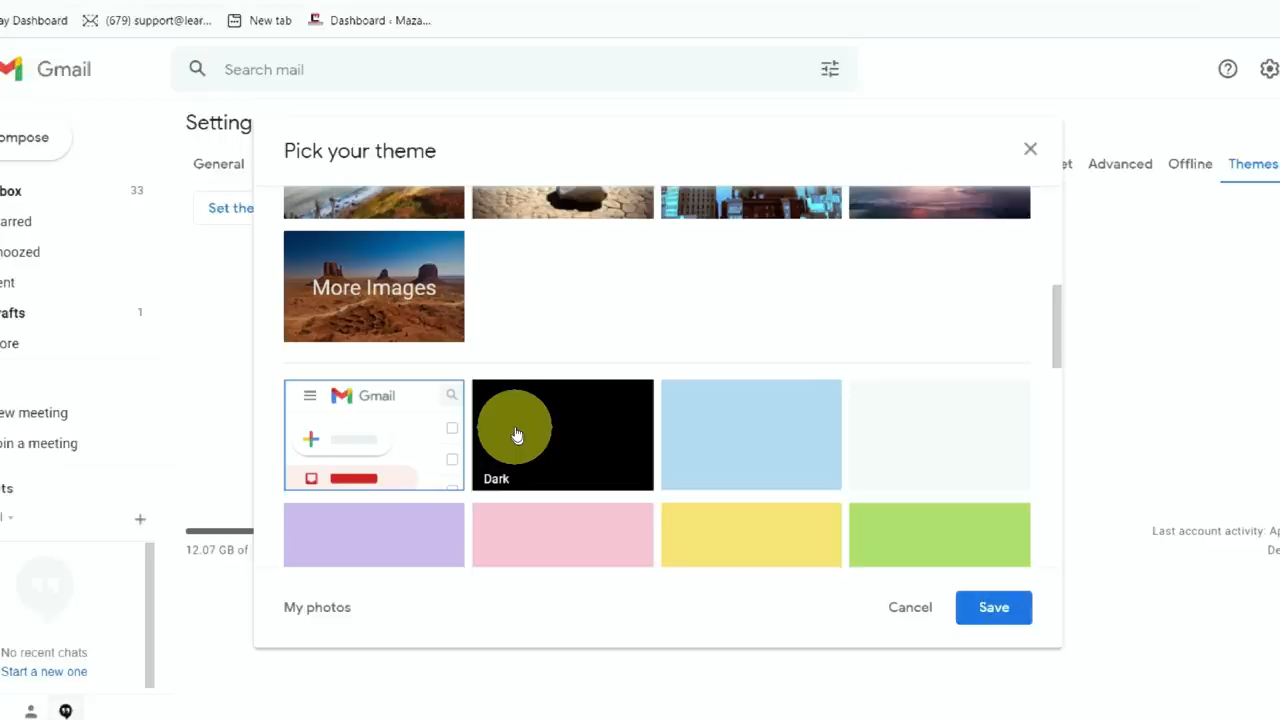 ay Dashboard (679) support@lear... New tab Dashboard ‹ Maza...
Gmail Search mail
Setting
Pick your theme
ompose
General et Advanced Offline Themes
box 33
Set the
arred
noozed
ent
More Images
rafts 1
ore
Gmail
ew meeting
oin a meeting
Dark
ts
l
Last account activity: Ap
12.07 GB of
De
My photos Cancel Save
No recent chats
Start a new one